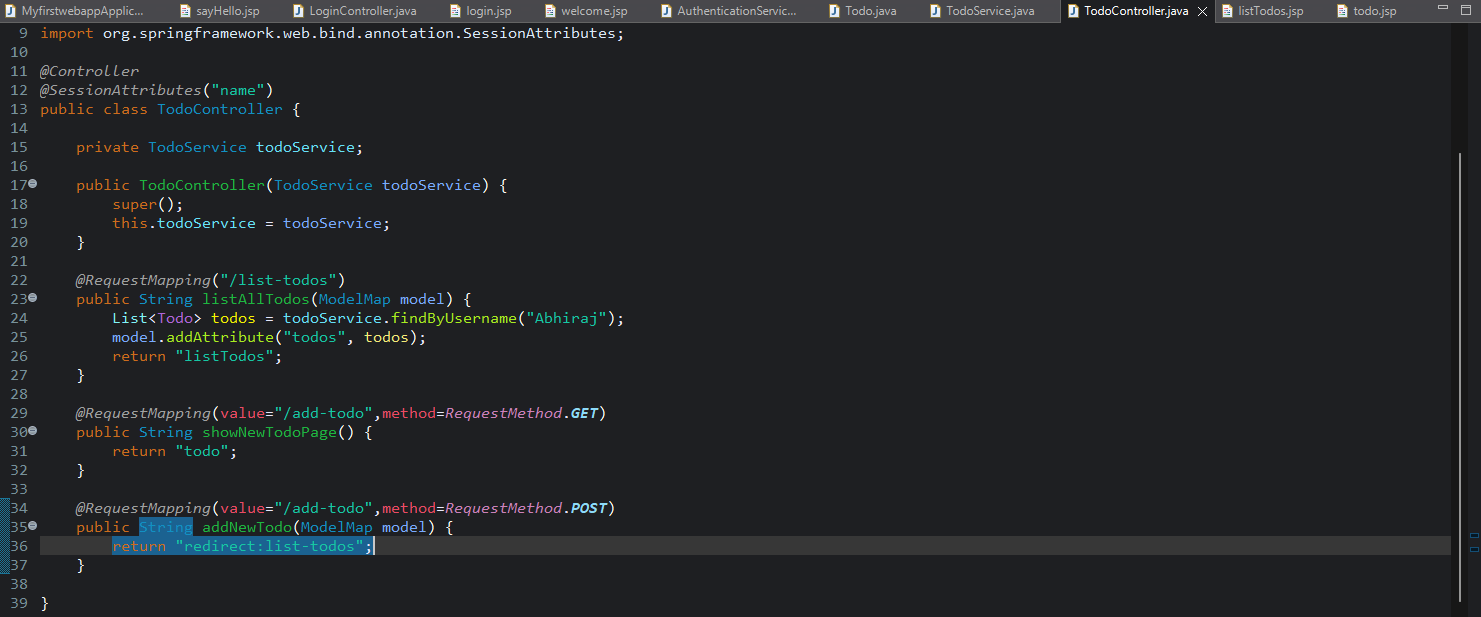 MyfirstwebappApplic... sayHello.jsp LoginController.java login.jsp welcome.jsp AuthenticationServic... Todo.java TodoService.java TodoController.java listTodos.jsp todo.jsp
9 import org.springframework.web.bind.annotation.SessionAttributes;
10
11 @Controller
12 @SessionAttributes("name")
13 public class TodoController {
14
15 private TodoService todoService;
16
17 public TodoController(TodoService todoService) {
18 super();
19 this.todoService = todoService;
20 }
21
22 @RequestMapping("/list-todos")
23 public String listAllTodos(ModelMap model) {
24 List<Todo> todos = todoService.findByUsername("Abhiraj");
25 model.addAttribute("todos", todos);
26 return "listTodos";
27 }
28
29 @RequestMapping(value="/add-todo",method=RequestMethod.GET)
30 public String showNewTodoPage() {
31 return "todo";
32 }
33
34 @RequestMapping(value="/add-todo",method=RequestMethod.POST)
35 public String addNewTodo(ModelMap model) {
36 return "redirect:list-todos";
37 }
38
39 }